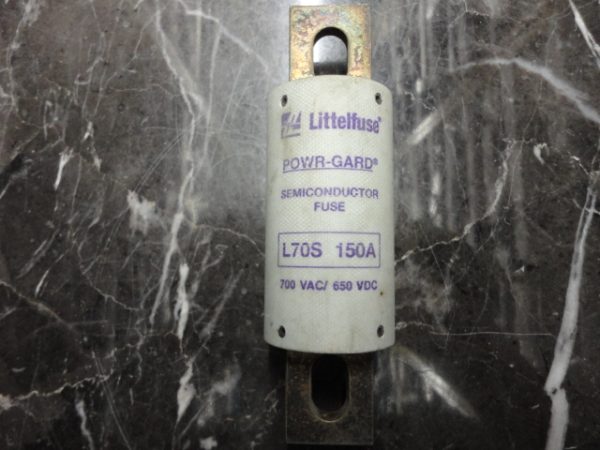 Littelfuse®
POWR-GARD®
SEMICONDUCTOR
FUSE
L70S 150A
700 VAC/ 650 VDC